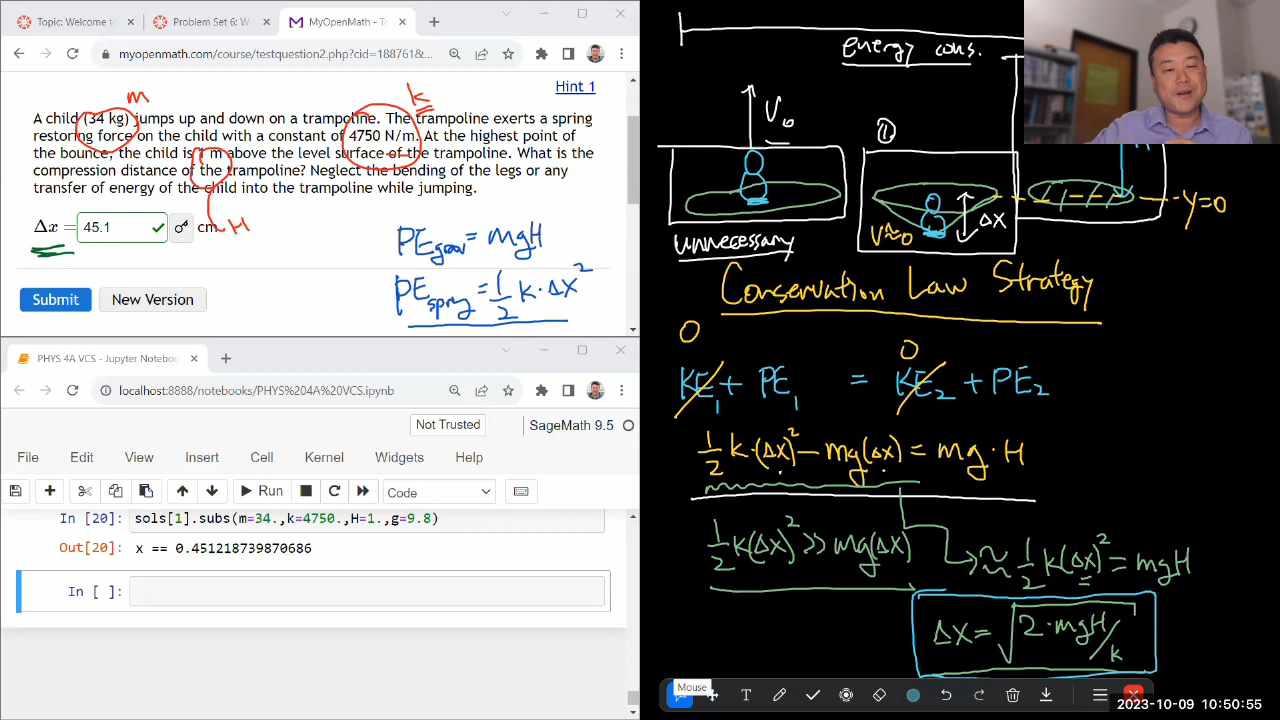 Topic: Welcome t
Problem Set 6: W
MyOpenMath - T
Hint 1
m
k
A child (34 kg) jumps up and down on a trampoline. The trampoline exerts a spring
restoring force on the child with a constant of 4750 N/m. At the highest point of
the bounce, the child is 1 m above the level surface of the trampoline. What is the
compression distance of the trampoline? Neglect the bending of the legs or any
transfer of energy of the child into the trampoline while jumping.
Δx = 45.1 cm
H
PEgrav = mgH
PEspring = 1/2 k·Δx²
Submit
New Version
PHYS 4A VCS - Jupyter Notebo
localhost:8888/notebooks/PHYS%204A%20VCS.ipynb
Not Trusted
SageMath 9.5
File Edit View Insert Cell Kernel Widgets Help
Run
Code
In [20]: sols[1].subs(m=34.,k=4750.,H=1.,g=9.8)
Out[20]: x == 0.451218739870686
In [ ]:
energy cons.
V₀
①
Δx
V≈0
y=0
unnecessary
Conservation Law Strategy
0
0
KE₁ + PE₁ = KE₂ + PE₂
1/2 k·(Δx)² − mg(Δx) = mg·H
1/2 k(Δx)² >> mg(Δx)
≈ 1/2 k(Δx)² = mgH
Δx = √2·mgH/k
Mouse
2023-10-09 10:50:55